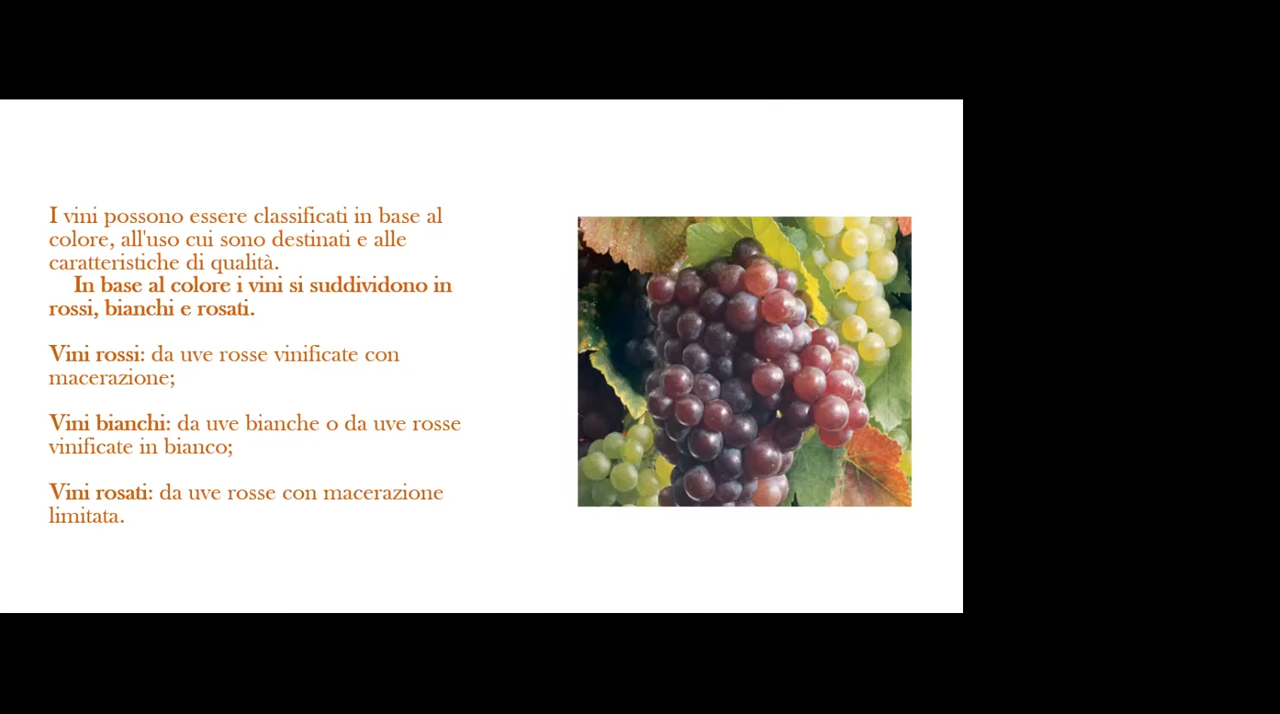 I vini possono essere classificati in base al
colore, all'uso cui sono destinati e alle
caratteristiche di qualità.
In base al colore i vini si suddividono in
rossi, bianchi e rosati.
Vini rossi: da uve rosse vinificate con
macerazione;
Vini bianchi: da uve bianche o da uve rosse
vinificate in bianco;
Vini rosati: da uve rosse con macerazione
limitata.